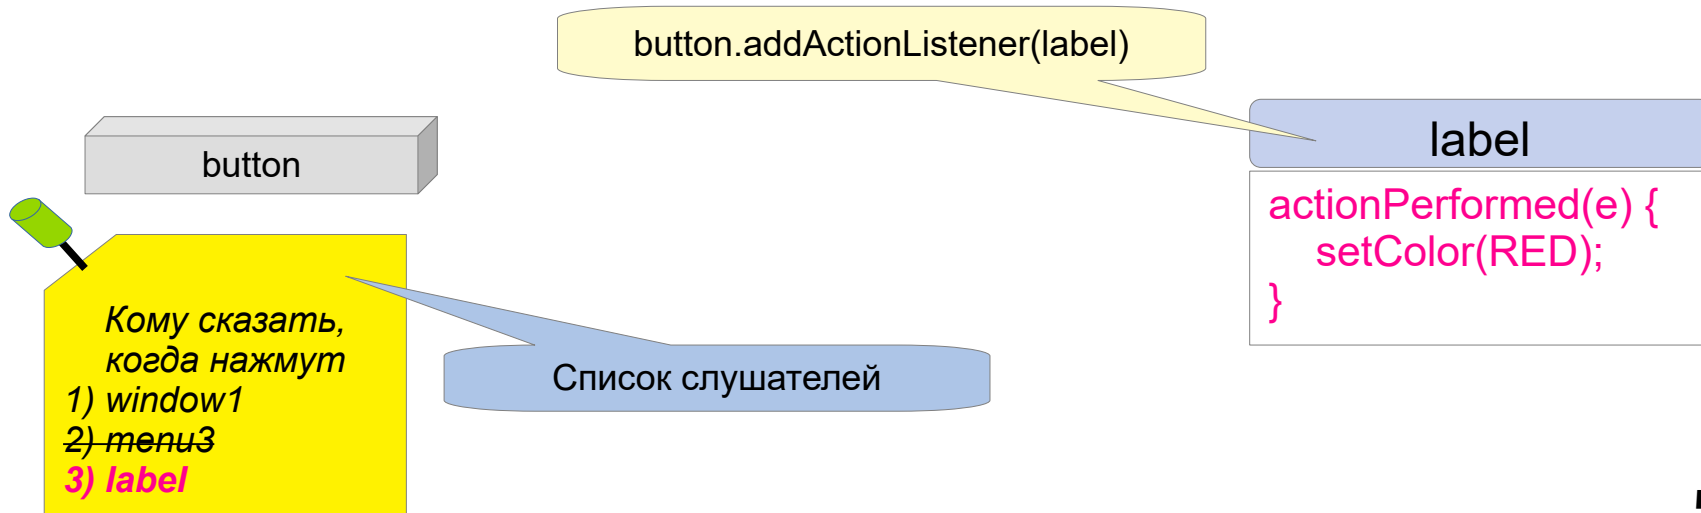 button.addActionListener(label)
button
label
actionPerformed(e) {
setColor(RED);
}
Кому сказать,
когда нажмут
1) window1
2) menu3
3) label
Список слушателей